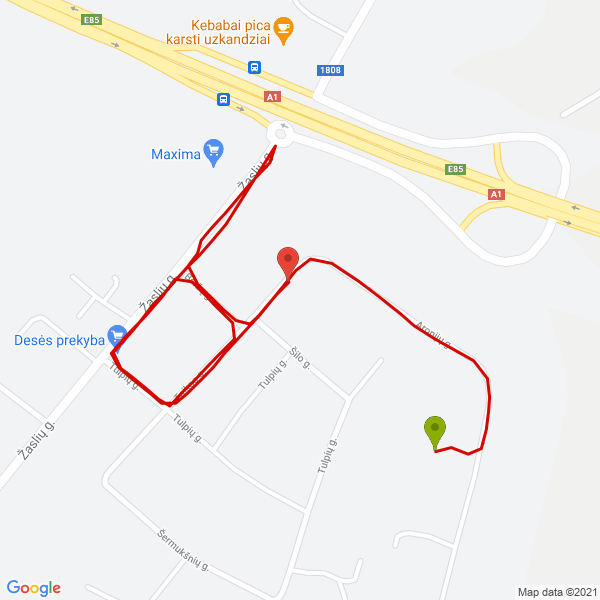 E85
Kebabai pica
karsti uzkandziai
1808
A1
Maxima
Žaslių g.
E85
A1
Žaslių g.
Desės prekyba
Aronijų g.
Šilo g.
Tulpių g.
Tulpių g.
Tulpių g.
Žaslių g.
Tulpių g.
Šermukšnių g.
Google
Map data ©2021